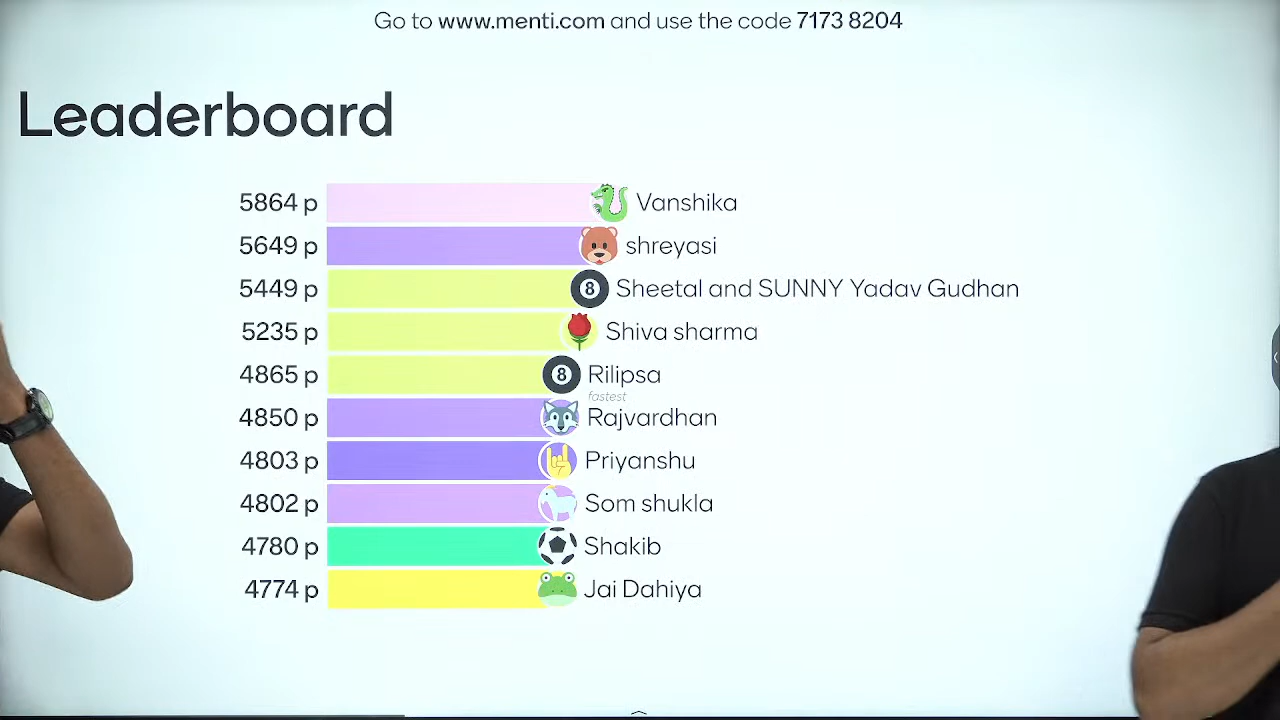 Go to www.menti.com and use the code 7173 8204
Leaderboard
5864 p Vanshika
5649 p shreyasi
5449 p 8 Sheetal and SUNNY Yadav Gudhan
5235 p Shiva sharma
4865 p 8 Rilipsa
fastest
4850 p Rajvardhan
4803 p Priyanshu
4802 p Som shukla
4780 p Shakib
4774 p Jai Dahiya